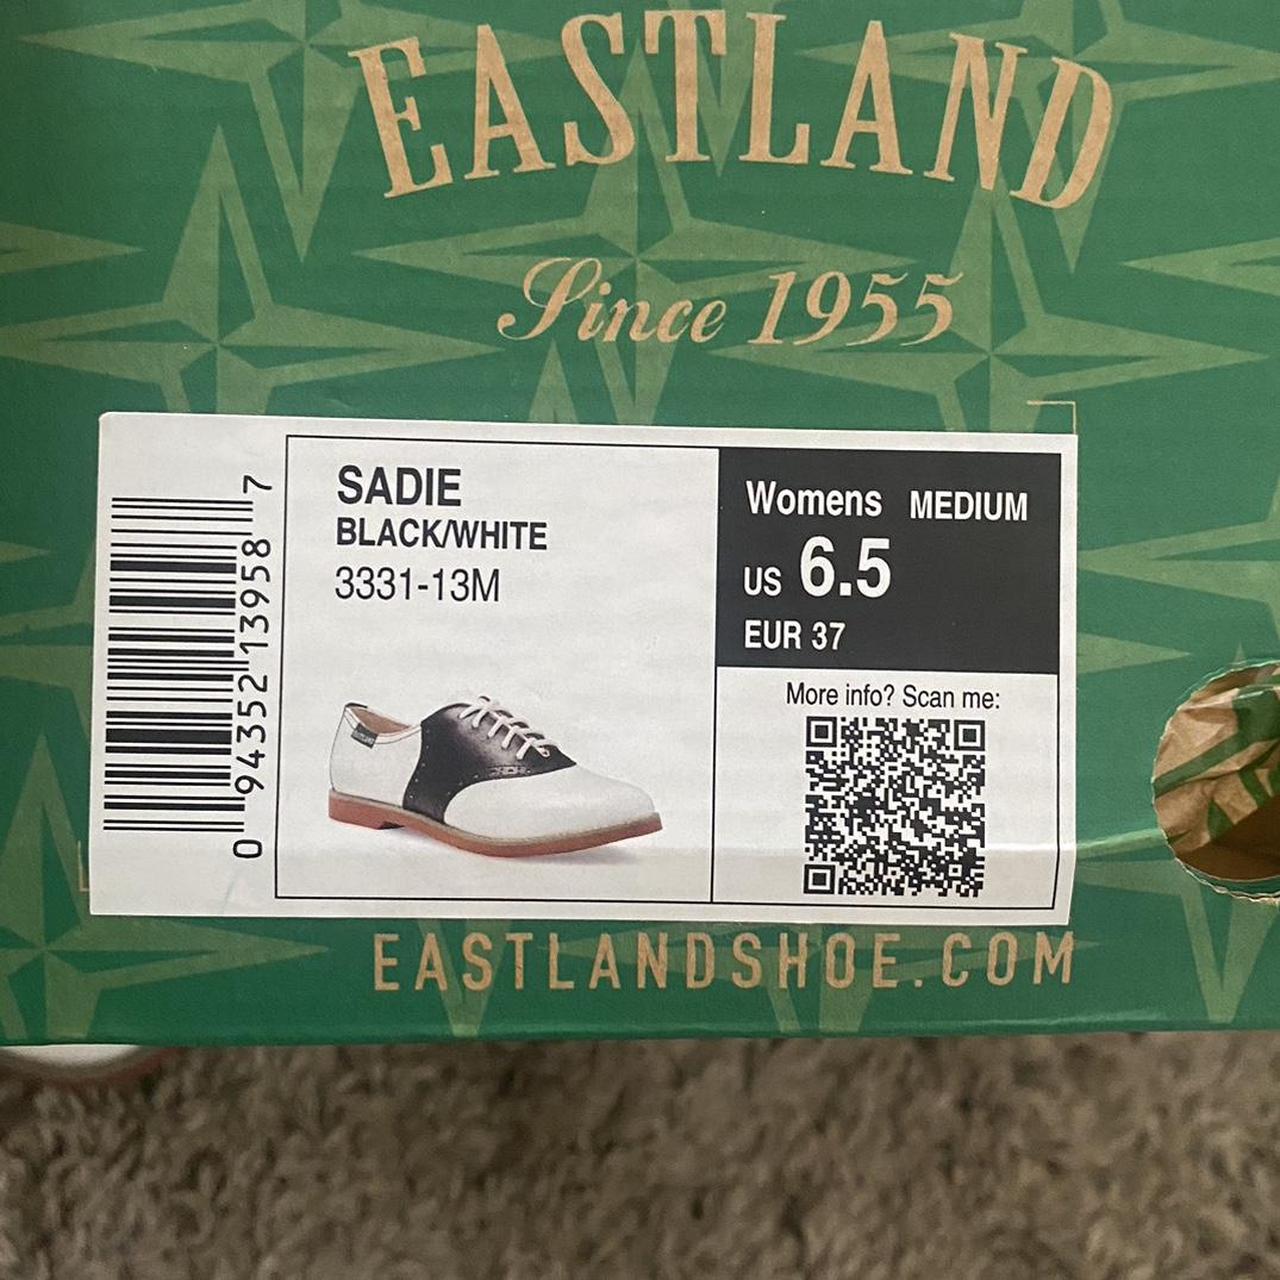 EASTLAND
Since 1955
SADIE
BLACK/WHITE
3331-13M
0 94352 13958 7
Womens MEDIUM
US 6.5
EUR 37
More info? Scan me:
EASTLANDSHOE.COM